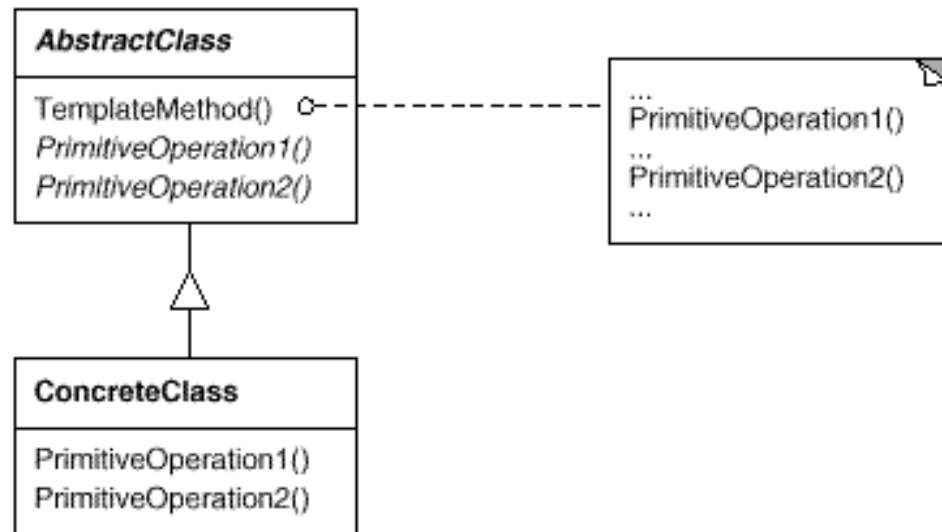 AbstractClass
TemplateMethod()
PrimitiveOperation1()
PrimitiveOperation2()
...
PrimitiveOperation1()
...
PrimitiveOperation2()
...
ConcreteClass
PrimitiveOperation1()
PrimitiveOperation2()